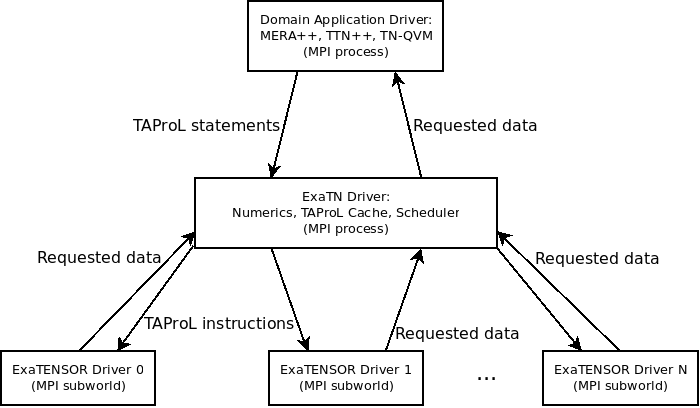 Domain Application Driver:
MERA++, TTN++, TN-QVM
(MPI process)
TAProL statements
Requested data
ExaTN Driver:
Numerics, TAProL Cache, Scheduler
(MPI process)
Requested data
Requested data
TAProL instructions
Requested data
ExaTENSOR Driver 0
(MPI subworld)
ExaTENSOR Driver 1
(MPI subworld)
...
ExaTENSOR Driver N
(MPI subworld)